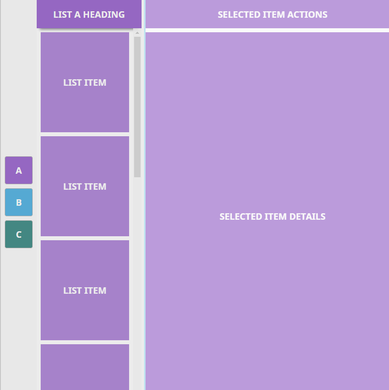 LIST A HEADING
SELECTED ITEM ACTIONS
LIST ITEM
LIST ITEM
LIST ITEM
A
B
C
SELECTED ITEM DETAILS